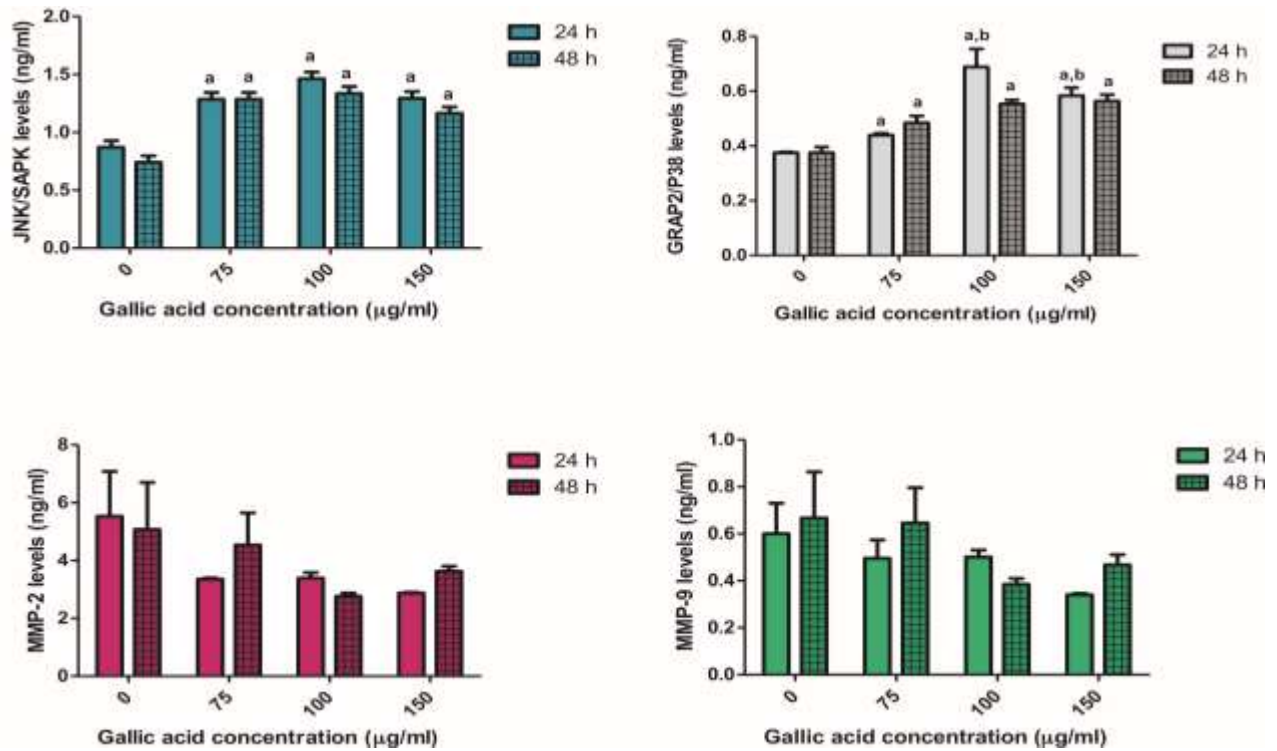 JNK/SAPK levels (ng/ml)
2.0
1.5
1.0
0.5
0.0
a
a
a
a
a
a
0
75
100
150
Gallic acid concentration (μg/ml)
24 h
48 h
GRAP2/P38 levels (ng/ml)
0.8
0.6
0.4
0.2
0.0
a
a
a,b
a
a,b
a
0
75
100
150
Gallic acid concentration (μg/ml)
24 h
48 h
MMP-2 levels (ng/ml)
8
6
4
2
0
0
75
100
150
Gallic acid concentration (μg/ml)
24 h
48 h
MMP-9 levels (ng/ml)
1.0
0.8
0.6
0.4
0.2
0.0
0
75
100
150
Gallic acid concentration (μg/ml)
24 h
48 h